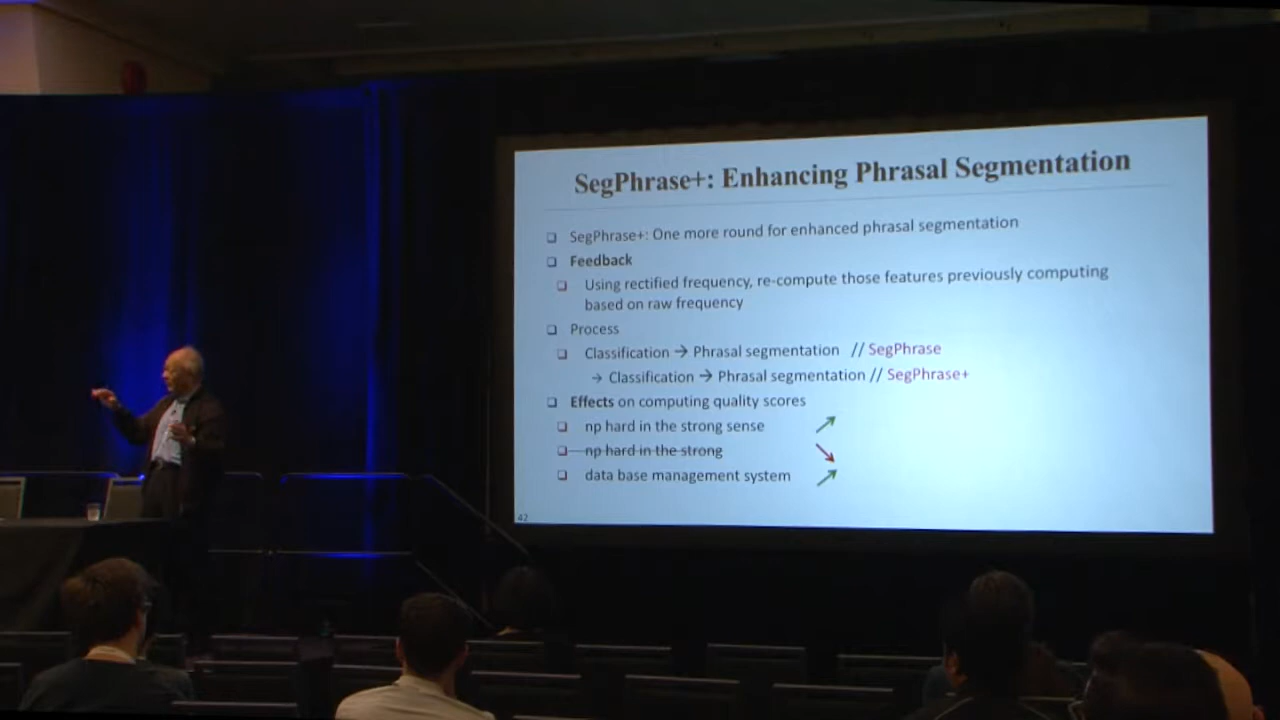 SegPhrase+: Enhancing Phrasal Segmentation
❑ SegPhrase+: One more round for enhanced phrasal segmentation
❑ Feedback
❑ Using rectified frequency, re-compute those features previously computing
based on raw frequency
❑ Process
❑ Classification → Phrasal segmentation // SegPhrase
→ Classification → Phrasal segmentation // SegPhrase+
❑ Effects on computing quality scores
❑ np hard in the strong sense ↗
❑ np hard in the strong ↘
❑ data base management system ↗
42